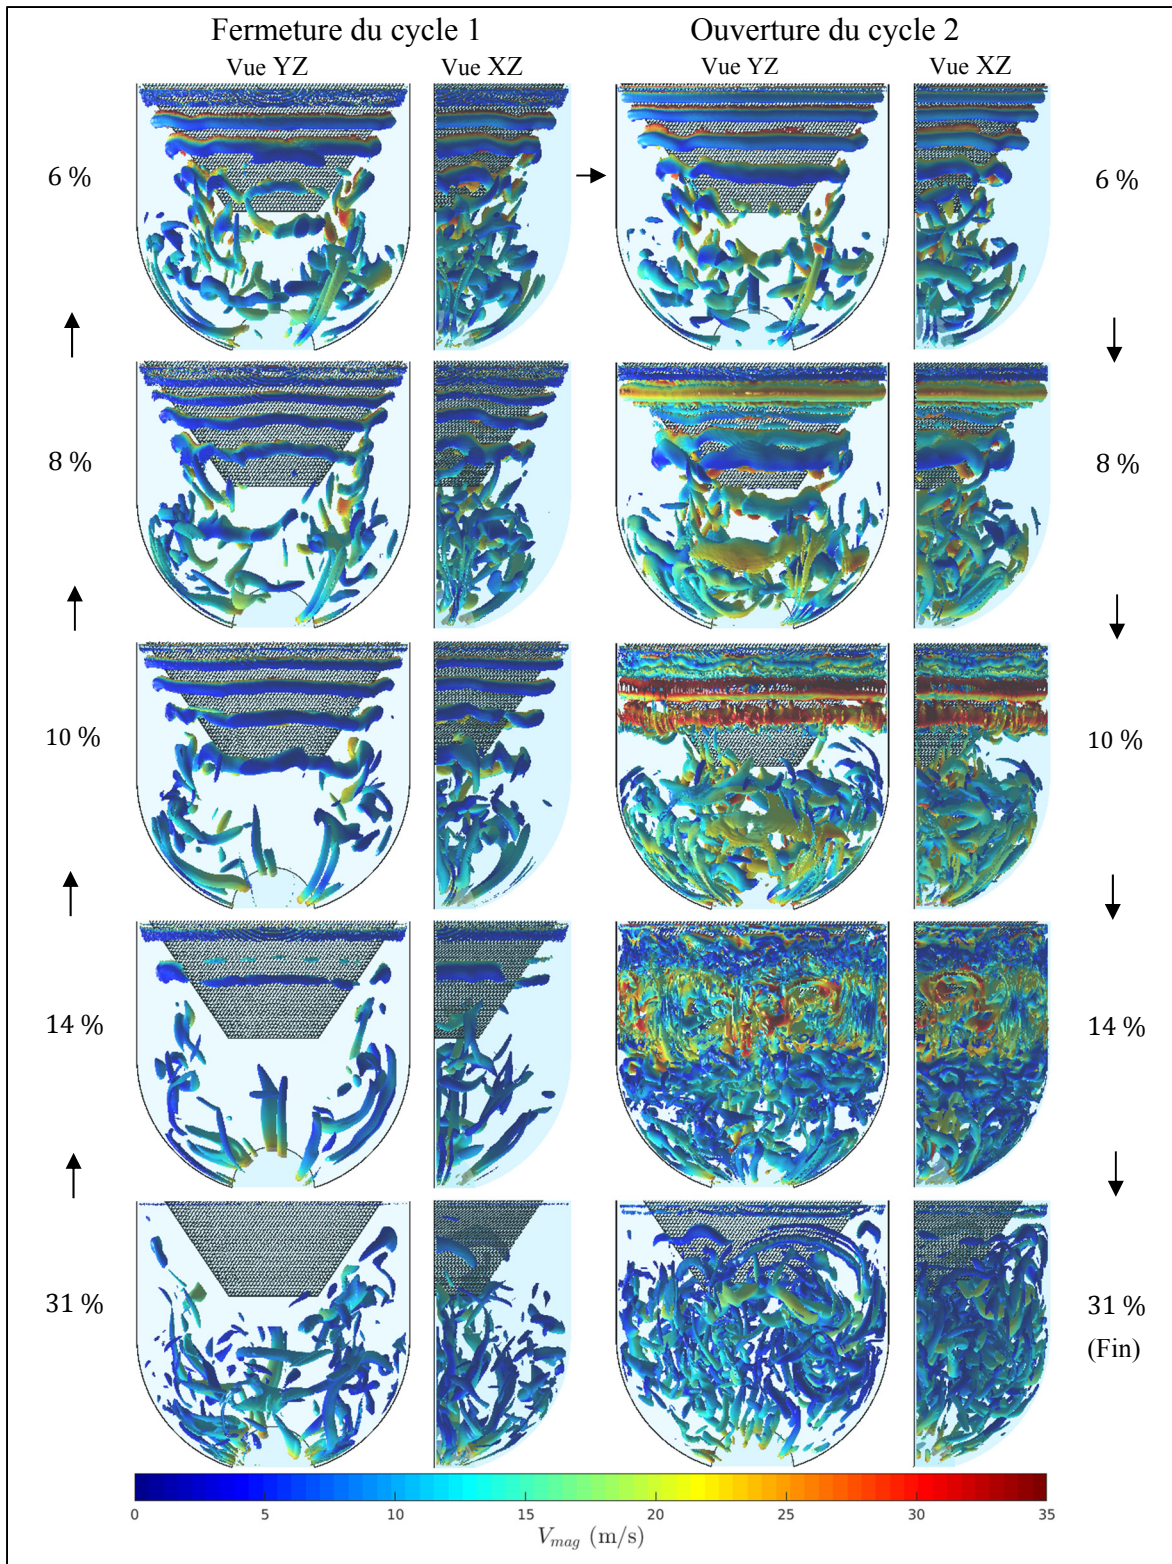 Fermeture du cycle 1 Ouverture du cycle 2
Vue YZ Vue XZ Vue YZ Vue XZ
6 % 6 %
8 % 8 %
10 % 10 %
14 % 14 %
31 % 31 %
(Fin)
0 5 10 15 20 25 30 35
V_mag (m/s)